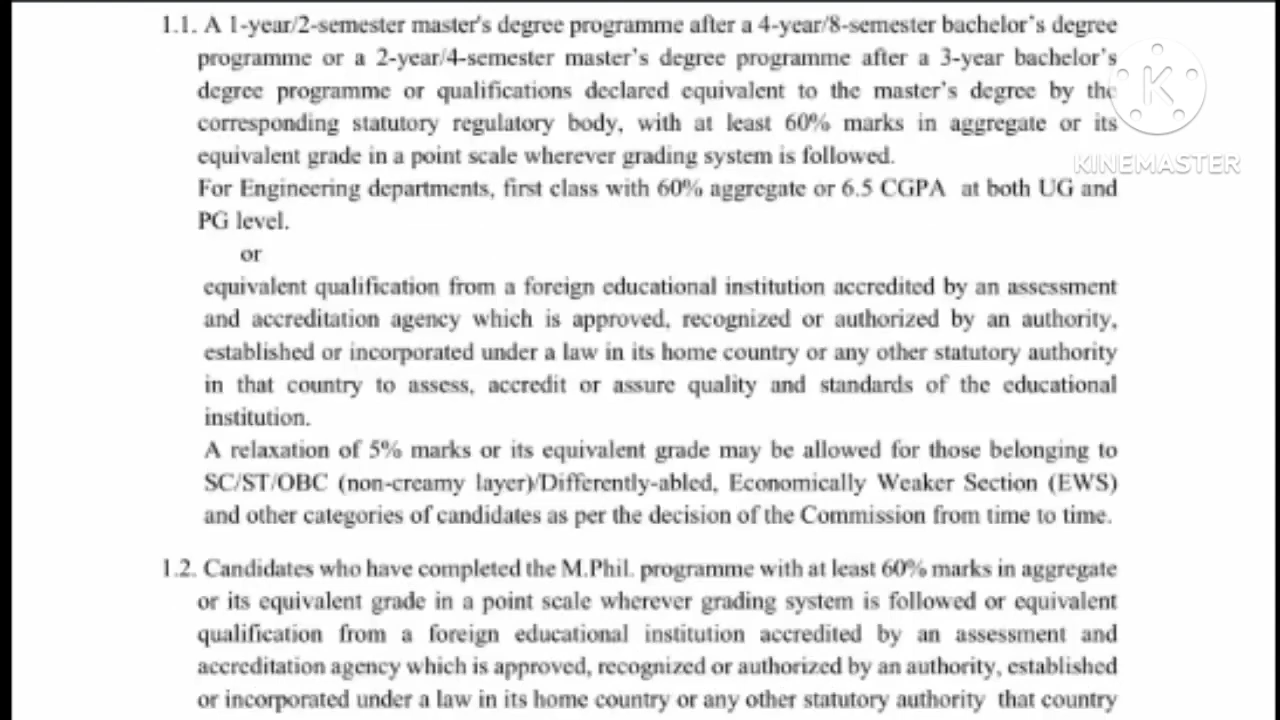 1.1. A 1-year/2-semester master's degree programme after a 4-year/8-semester bachelor's degree
programme or a 2-year/4-semester master's degree programme after a 3-year bachelor's
degree programme or qualifications declared equivalent to the master's degree by the
corresponding statutory regulatory body, with at least 60% marks in aggregate or its
equivalent grade in a point scale wherever grading system is followed.
For Engineering departments, first class with 60% aggregate or 6.5 CGPA at both UG and
PG level.
or
equivalent qualification from a foreign educational institution accredited by an assessment
and accreditation agency which is approved, recognized or authorized by an authority,
established or incorporated under a law in its home country or any other statutory authority
in that country to assess, accredit or assure quality and standards of the educational
institution.
A relaxation of 5% marks or its equivalent grade may be allowed for those belonging to
SC/ST/OBC (non-creamy layer)/Differently-abled, Economically Weaker Section (EWS)
and other categories of candidates as per the decision of the Commission from time to time.
1.2. Candidates who have completed the M.Phil. programme with at least 60% marks in aggregate
or its equivalent grade in a point scale wherever grading system is followed or equivalent
qualification from a foreign educational institution accredited by an assessment and
accreditation agency which is approved, recognized or authorized by an authority, established
or incorporated under a law in its home country or any other statutory authority that country
K
KINEMASTER